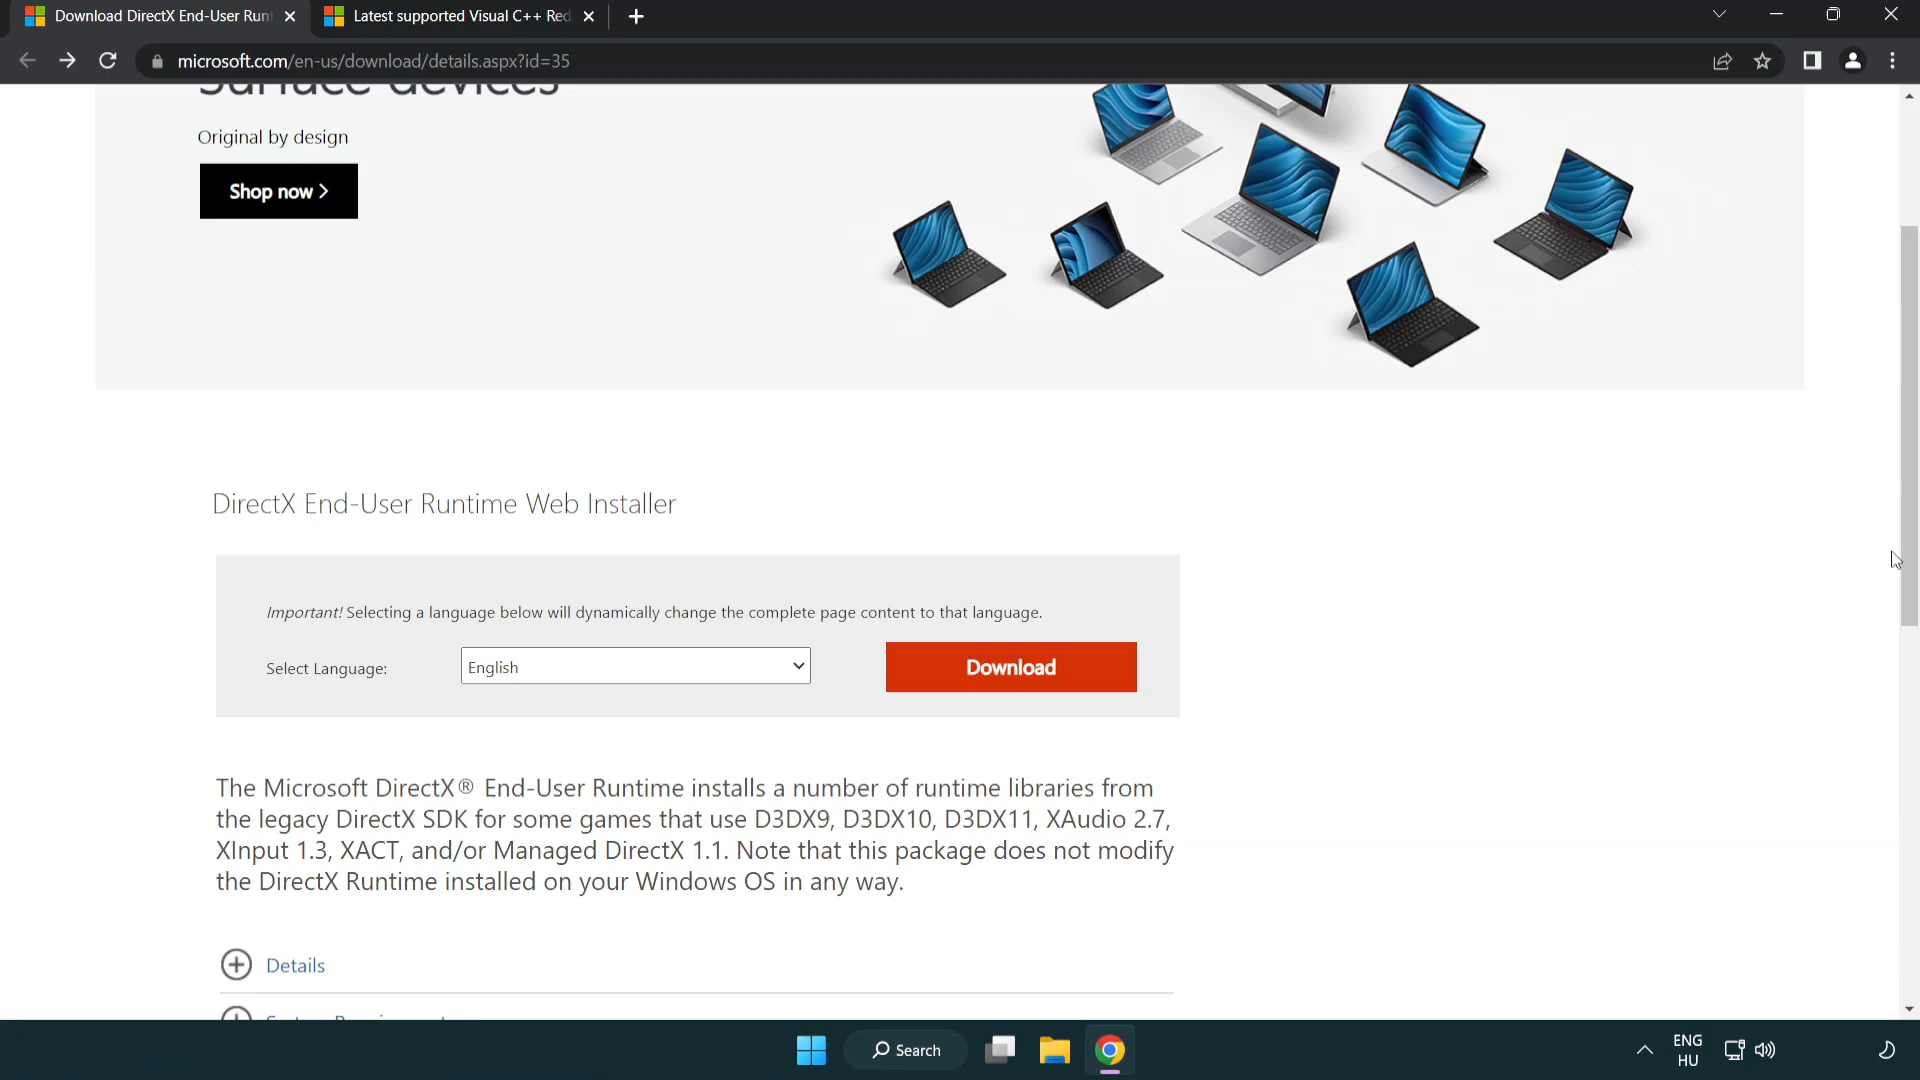 Download DirectX End-User Runt
Latest supported Visual C++ Red
microsoft.com/en-us/download/details.aspx?id=35
Surface devices
Original by design
Shop now >
DirectX End-User Runtime Web Installer
Important! Selecting a language below will dynamically change the complete page content to that language.
Select Language:
English
Download
The Microsoft DirectX® End-User Runtime installs a number of runtime libraries from
the legacy DirectX SDK for some games that use D3DX9, D3DX10, D3DX11, XAudio 2.7,
XInput 1.3, XACT, and/or Managed DirectX 1.1. Note that this package does not modify
the DirectX Runtime installed on your Windows OS in any way.
Details
Search
ENG
HU